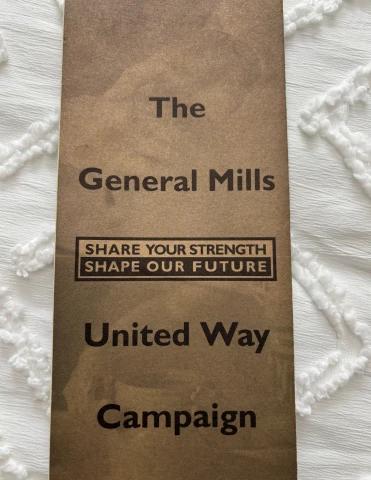 The
General Mills
SHARE YOUR STRENGTH
SHAPE OUR FUTURE
United Way
Campaign